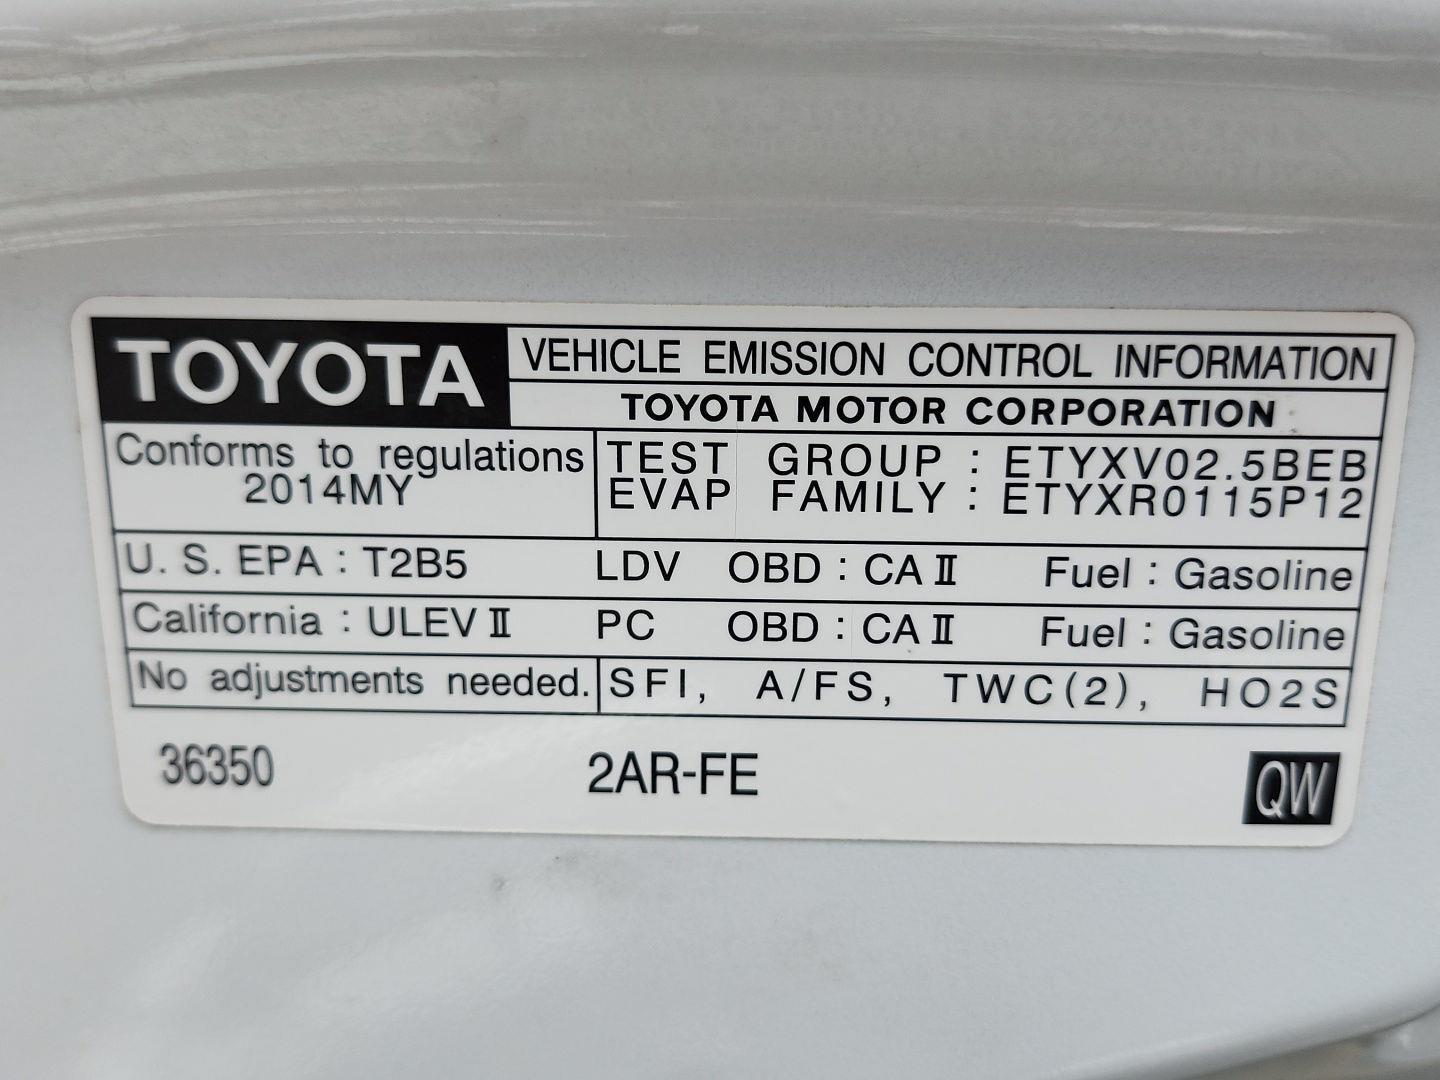 TOYOTA VEHICLE EMISSION CONTROL INFORMATION
TOYOTA MOTOR CORPORATION
Conforms to regulations
2014MY
TEST GROUP : ETYXV02.5BEB
EVAP FAMILY : ETYXR0115P12
U. S. EPA : T2B5 LDV OBD : CA II Fuel : Gasoline
California : ULEV II PC OBD : CA II Fuel : Gasoline
No adjustments needed. SFI, A/FS, TWC(2), HO2S
36350 2AR-FE QW